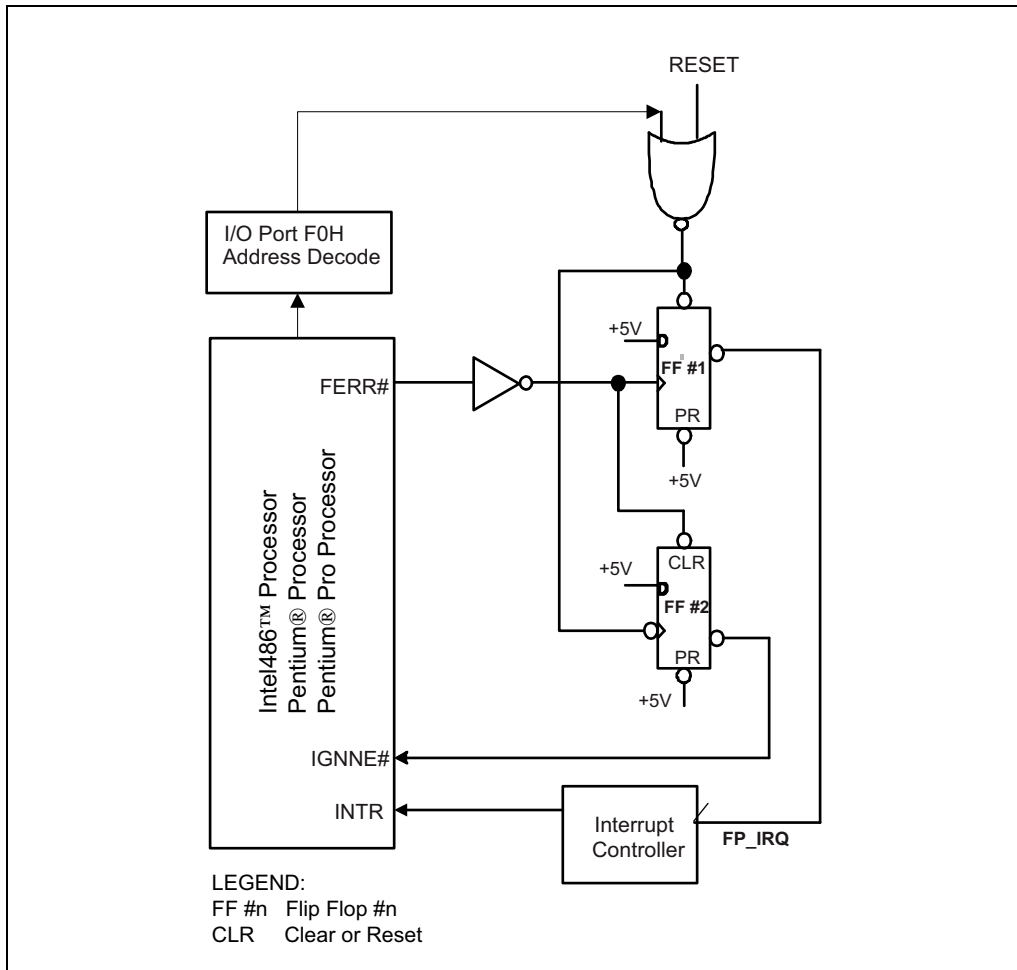 RESET
I/O Port F0H
Address Decode
+5V
FF #1
FERR#
PR
+5V
CLR
+5V
FF #2
PR
+5V
Intel486™ Processor
Pentium® Processor
Pentium® Pro Processor
IGNNE#
INTR
Interrupt
Controller
FP_IRQ
LEGEND:
FF #n Flip Flop #n
CLR Clear or Reset